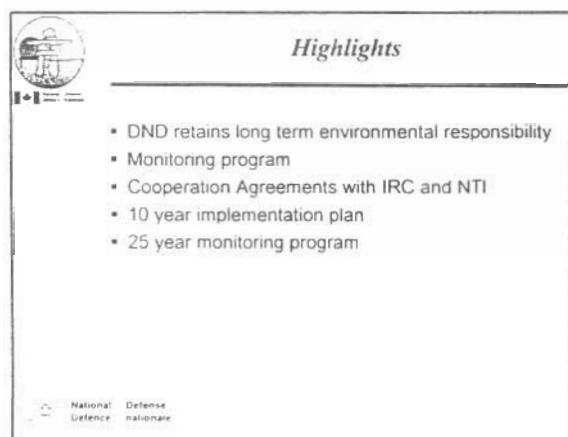 Highlights
▪ DND retains long term environmental responsibility
▪ Monitoring program
▪ Cooperation Agreements with IRC and NTI
▪ 10 year implementation plan
▪ 25 year monitoring program
National Defense
Defence nationale